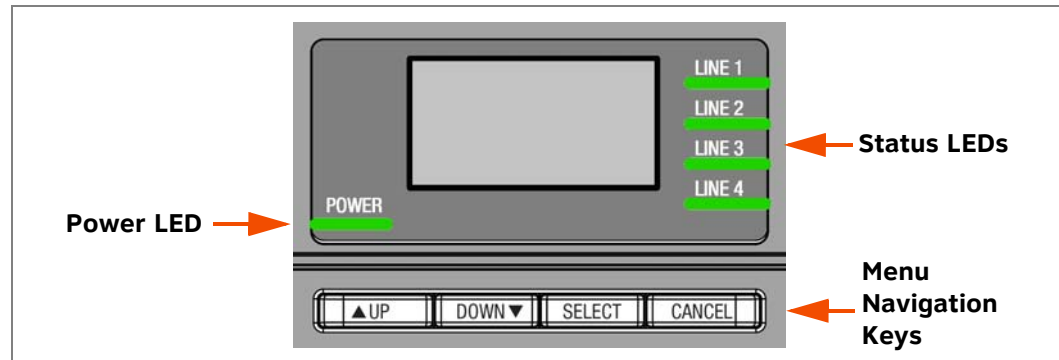 LINE 1
LINE 2
LINE 3
LINE 4
Status LEDs
POWER
Power LED
▲UP
DOWN▼
SELECT
CANCEL
Menu
Navigation
Keys